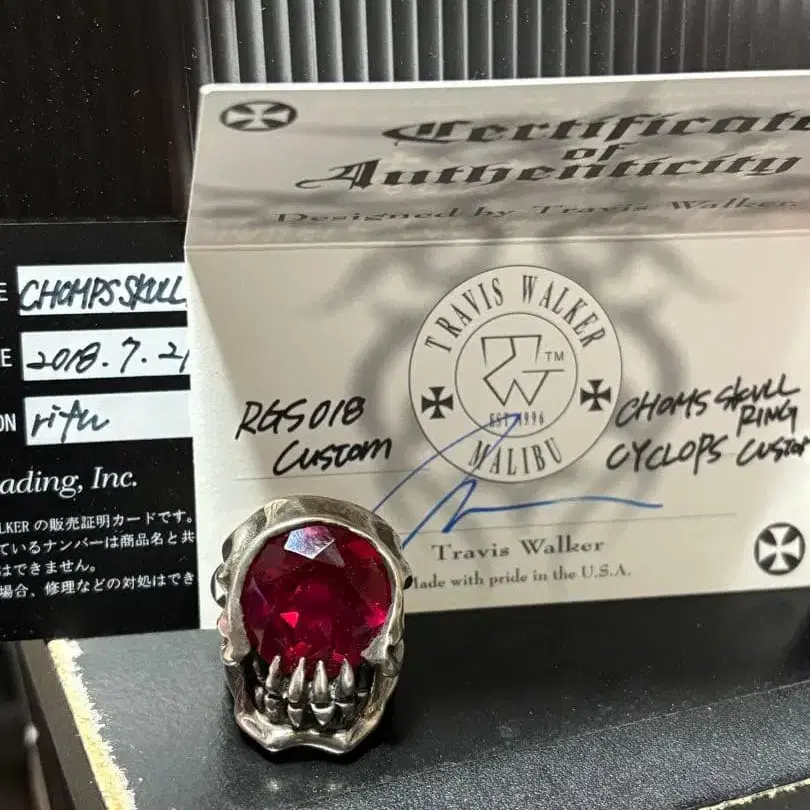 Certificate
of
Authenticity
Designed by Travis Walker.
CHOMPS SKULL
2018.7.21
ading, Inc.
LKER の販売証明カードです。
ているナンバーは商品名と共
はできません。
場合、修理などの対処はでき
TRAVIS WALKER
TM
EST 1996
MALIBU
RGS018
CUSTOM
CHOMS SKULL
RING
CYCLOPS CUSTOM
Travis Walker
Made with pride in the U.S.A.